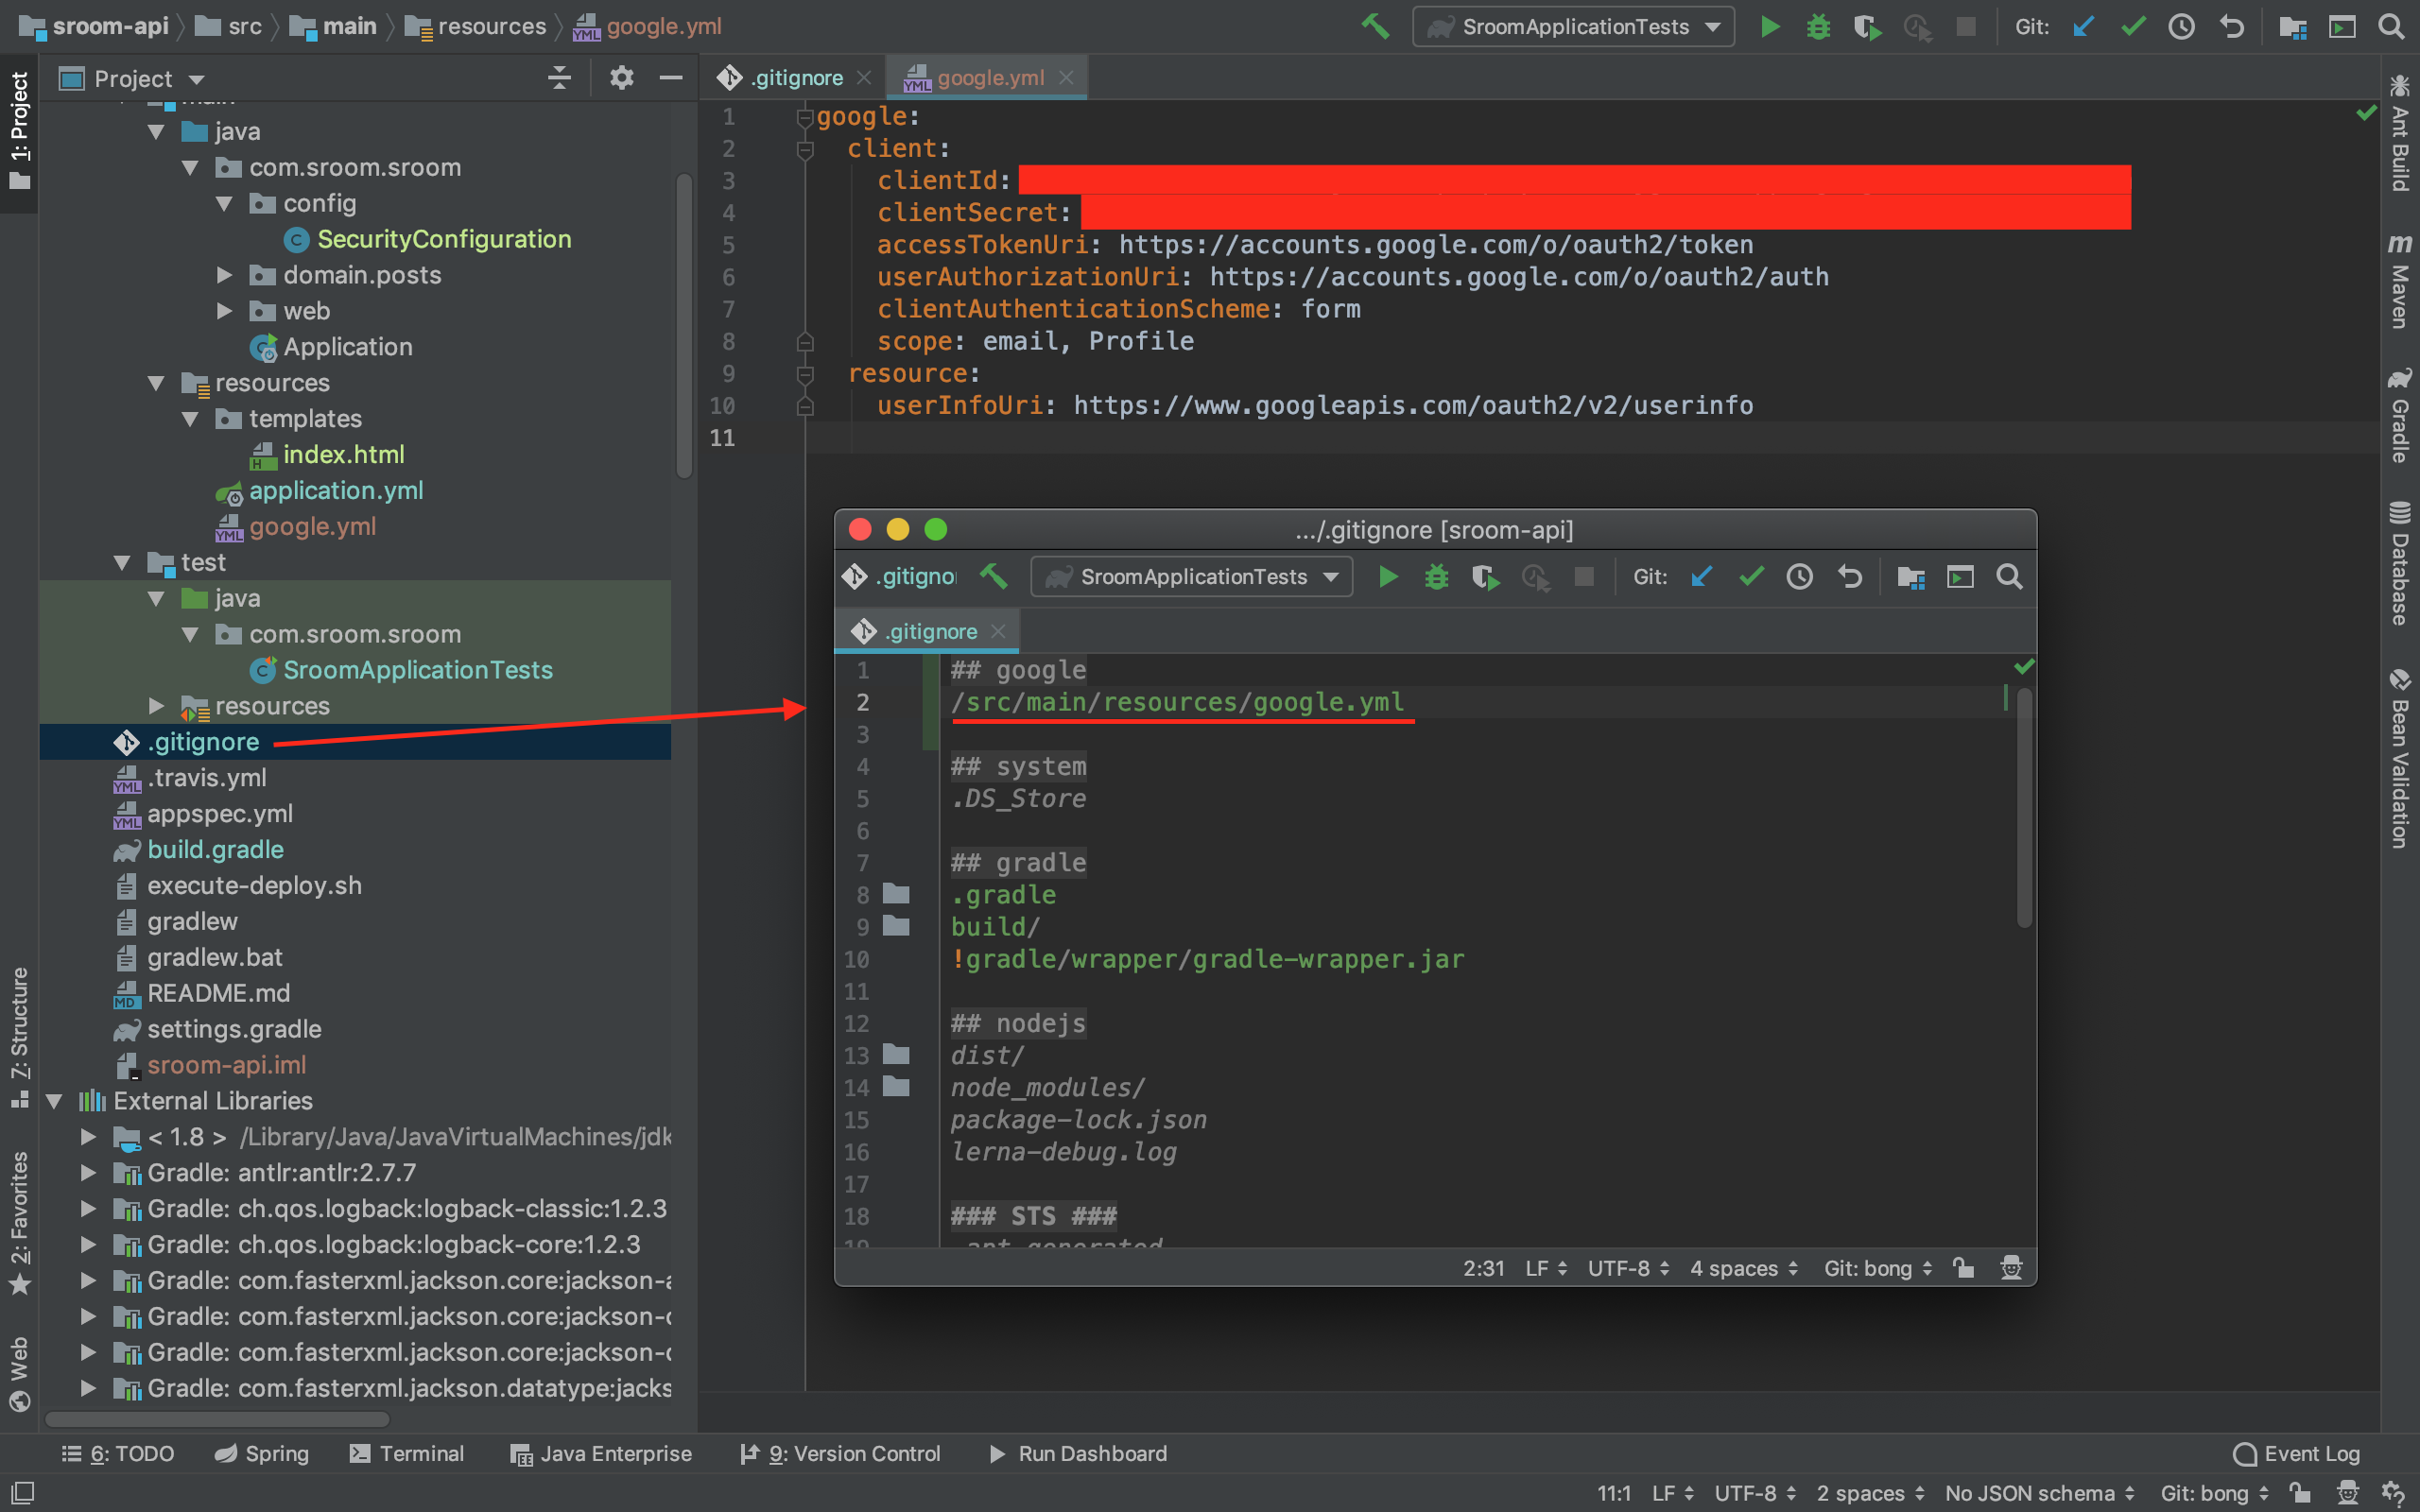 sroom-api src main resources google.yml
SroomApplicationTests
Git:
1: Project
7: Structure
2: Favorites
Web
Project
java
com.sroom.sroom
config
SecurityConfiguration
domain.posts
web
Application
resources
templates
index.html
application.yml
google.yml
test
java
com.sroom.sroom
SroomApplicationTests
resources
.gitignore
.travis.yml
appspec.yml
build.gradle
execute-deploy.sh
gradlew
gradlew.bat
README.md
settings.gradle
sroom-api.iml
External Libraries
< 1.8 > /Library/Java/JavaVirtualMachines/jdk
Gradle: antlr:antlr:2.7.7
Gradle: ch.qos.logback:logback-classic:1.2.3
Gradle: ch.qos.logback:logback-core:1.2.3
Gradle: com.fasterxml.jackson.core:jackson-a
Gradle: com.fasterxml.jackson.core:jackson-
Gradle: com.fasterxml.jackson.core:jackson-
Gradle: com.fasterxml.jackson.datatype:jacks
.gitignore google.yml
1 google:
2 client:
3 clientId:
4 clientSecret:
5 accessTokenUri: https://accounts.google.com/o/oauth2/token
6 userAuthorizationUri: https://accounts.google.com/o/oauth2/auth
7 clientAuthenticationScheme: form
8 scope: email, Profile
9 resource:
10 userInfoUri: https://www.googleapis.com/oauth2/v2/userinfo
11
.../.gitignore [sroom-api]
.gitigno SroomApplicationTests Git:
.gitignore
1 ## google
2 /src/main/resources/google.yml
3
4 ## system
5 .DS_Store
6
7 ## gradle
8 .gradle
9 build/
10 !gradle/wrapper/gradle-wrapper.jar
11
12 ## nodejs
13 dist/
14 node_modules/
15 package-lock.json
16 lerna-debug.log
17
18 ### STS ###
2:31 LF UTF-8 4 spaces Git: bong
Ant Build
m Maven
Gradle
Database
Bean Validation
6: TODO Spring Terminal Java Enterprise 9: Version Control Run Dashboard Event Log
11:1 LF UTF-8 2 spaces No JSON schema Git: bong